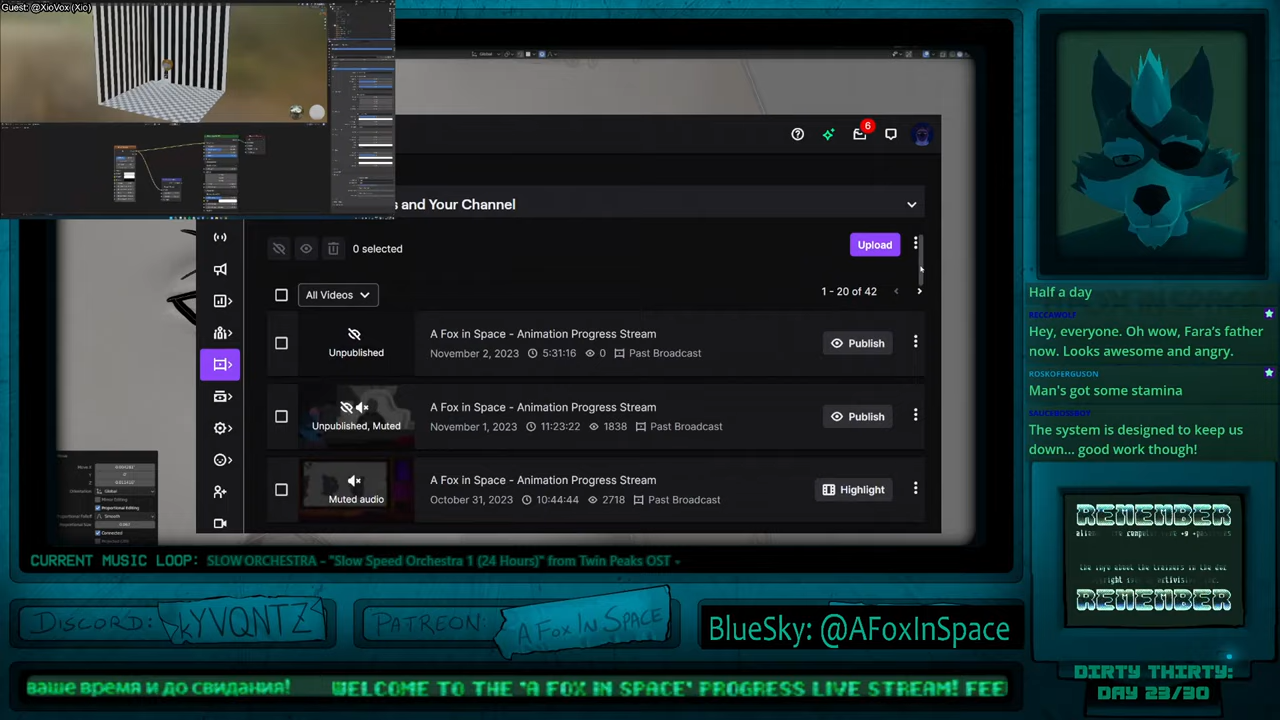 Guest: @XioVox (Xio)
6
s and Your Channel
0 selected
Upload
All Videos
1 - 20 of 42
Unpublished
A Fox in Space - Animation Progress Stream
November 2, 2023 5:31:16 0 Past Broadcast
Publish
Unpublished, Muted
A Fox in Space - Animation Progress Stream
November 1, 2023 11:23:22 1838 Past Broadcast
Publish
Muted audio
A Fox in Space - Animation Progress Stream
October 31, 2023 10:44:44 2718 Past Broadcast
Highlight
Half a day
RECCAWOLF
Hey, everyone. Oh wow, Fara's father
now. Looks awesome and angry.
ROSKOFERGUSON
Man's got some stamina
SAUCEBOSSBOY
The system is designed to keep us
down... good work though!
REMEMBER
REMEMBER
CURRENT MUSIC LOOP: SLOW ORCHESTRA - "Slow Speed Orchestra 1 (24 Hours)" from Twin Peaks OST -
DISCORD: kYVQNTZ
PATREON: A FOX IN SPACE
BlueSky: @AFoxInSpace
ваше время и до свидания! WELCOME TO THE 'A FOX IN SPACE' PROGRESS LIVE STREAM! FEE
DIRTY THIRTY:
DAY 23/30